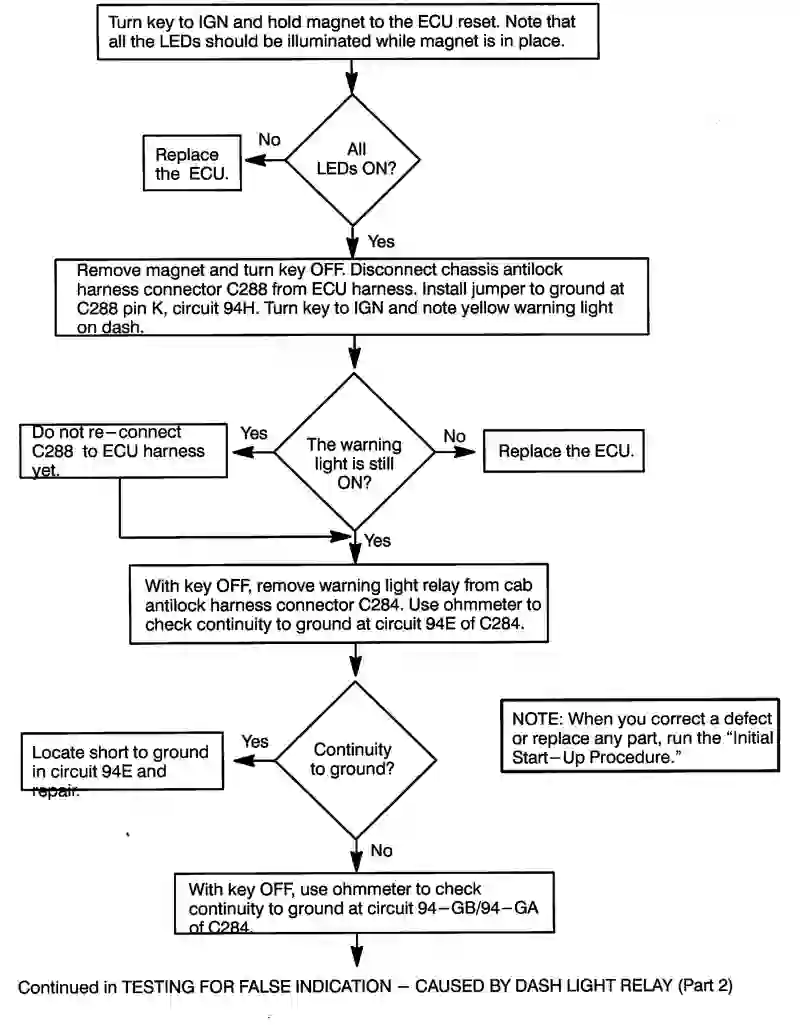 Turn key to IGN and hold magnet to the ECU reset. Note that
all the LEDs should be illuminated while magnet is in place.
All
LEDs ON?
No
Replace
the ECU.
Yes
Remove magnet and turn key OFF. Disconnect chassis antilock
harness connector C288 from ECU harness. Install jumper to ground at
C288 pin K, circuit 94H. Turn key to IGN and note yellow warning light
on dash.
The warning
light is still
ON?
Yes
Do not re–connect
C288 to ECU harness
yet.
No
Replace the ECU.
Yes
With key OFF, remove warning light relay from cab
antilock harness connector C284. Use ohmmeter to
check continuity to ground at circuit 94E of C284.
Continuity
to ground?
Yes
Locate short to ground
in circuit 94E and
repair.
NOTE: When you correct a defect
or replace any part, run the “Initial
Start–Up Procedure.”
No
With key OFF, use ohmmeter to check
continuity to ground at circuit 94–GB/94–GA
of C284.
Continued in TESTING FOR FALSE INDICATION – CAUSED BY DASH LIGHT RELAY (Part 2)